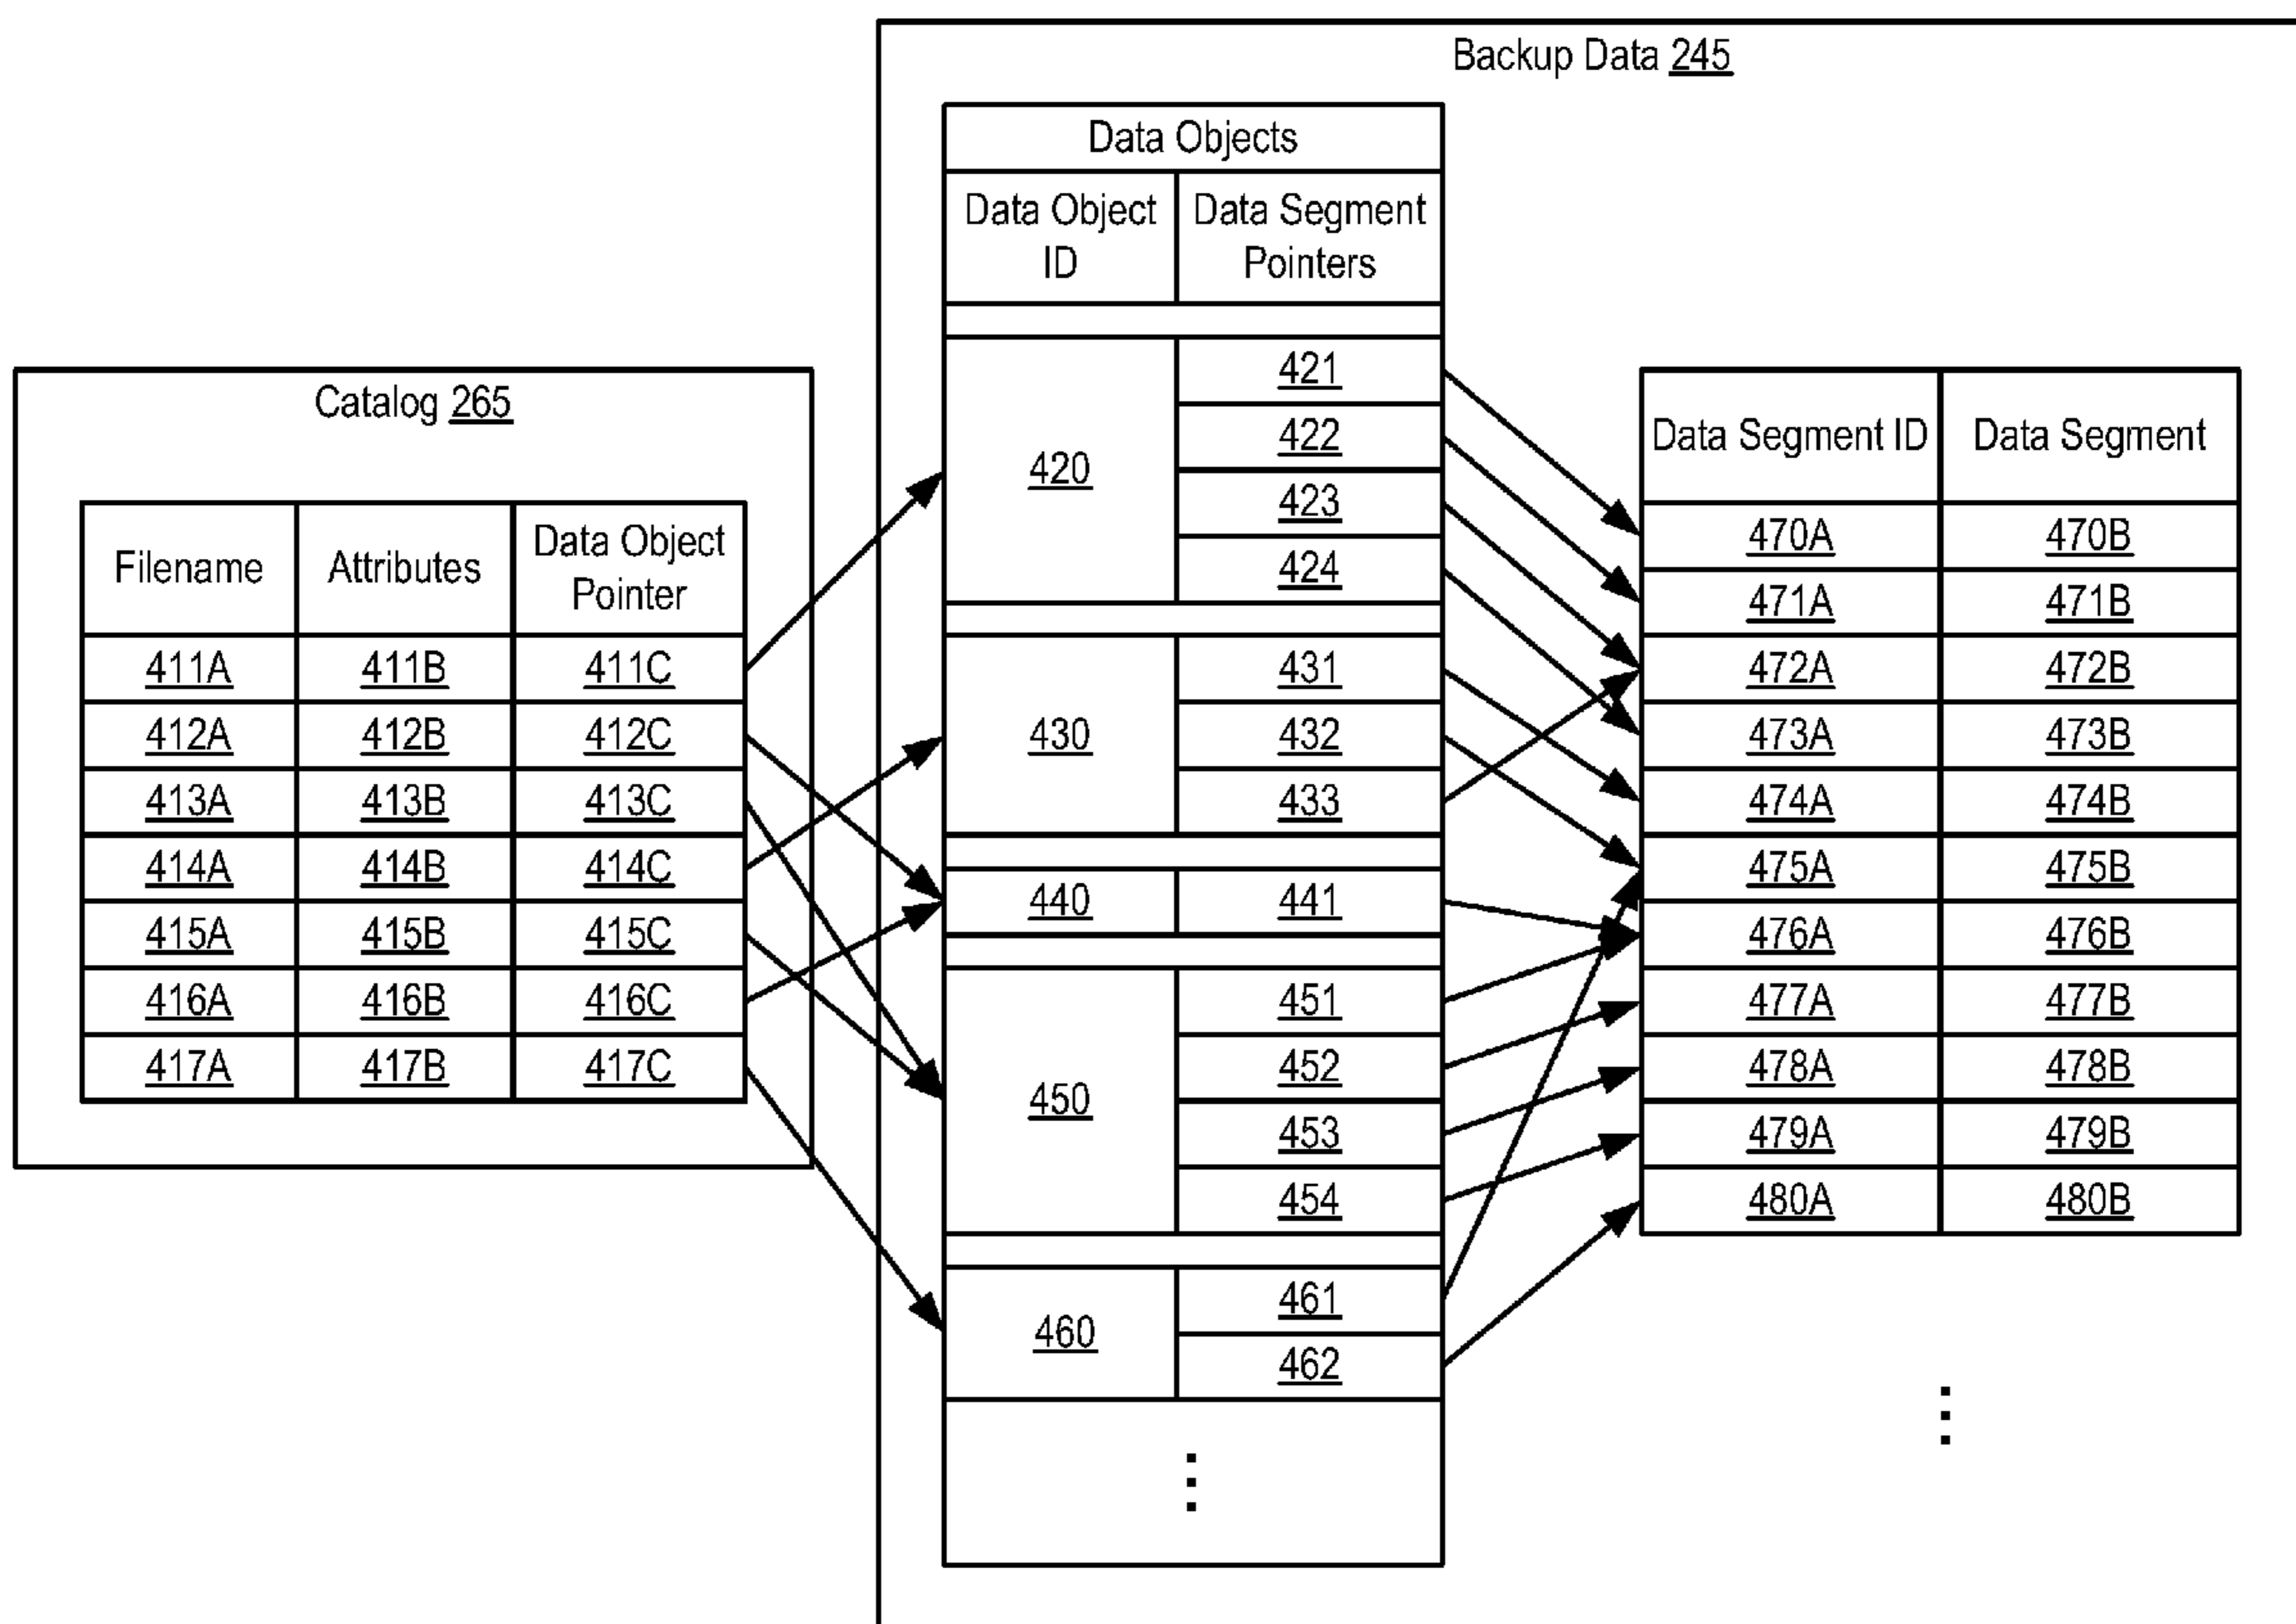 Backup Data 245
Data Objects
Data Object ID
Data Segment Pointers
420
421
422
423
424
430
431
432
433
440
441
450
451
452
453
454
460
461
462
Catalog 265
Filename Attributes Data Object Pointer
411A 411B 411C
412A 412B 412C
413A 413B 413C
414A 414B 414C
415A 415B 415C
416A 416B 416C
417A 417B 417C
Data Segment ID Data Segment
470A 470B
471A 471B
472A 472B
473A 473B
474A 474B
475A 475B
476A 476B
477A 477B
478A 478B
479A 479B
480A 480B